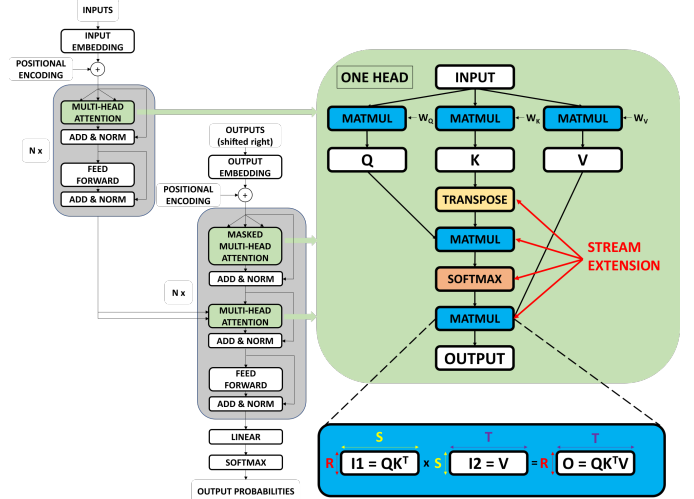 INPUTS
INPUT
EMBEDDING
POSITIONAL
ENCODING
+
MULTI-HEAD
ATTENTION
ADD & NORM
N x
FEED
FORWARD
ADD & NORM
OUTPUTS
(shifted right)
OUTPUT
EMBEDDING
POSITIONAL
ENCODING
+
MASKED
MULTI-HEAD
ATTENTION
ADD & NORM
N x
MULTI-HEAD
ATTENTION
ADD & NORM
FEED
FORWARD
ADD & NORM
LINEAR
SOFTMAX
OUTPUT PROBABILITIES
ONE HEAD
INPUT
MATMUL
W_Q
MATMUL
W_K
MATMUL
W_V
Q
K
V
TRANSPOSE
MATMUL
SOFTMAX
MATMUL
OUTPUT
STREAM
EXTENSION
S T T
R I1 = QK^T x S I2 = V = R O = QK^TV